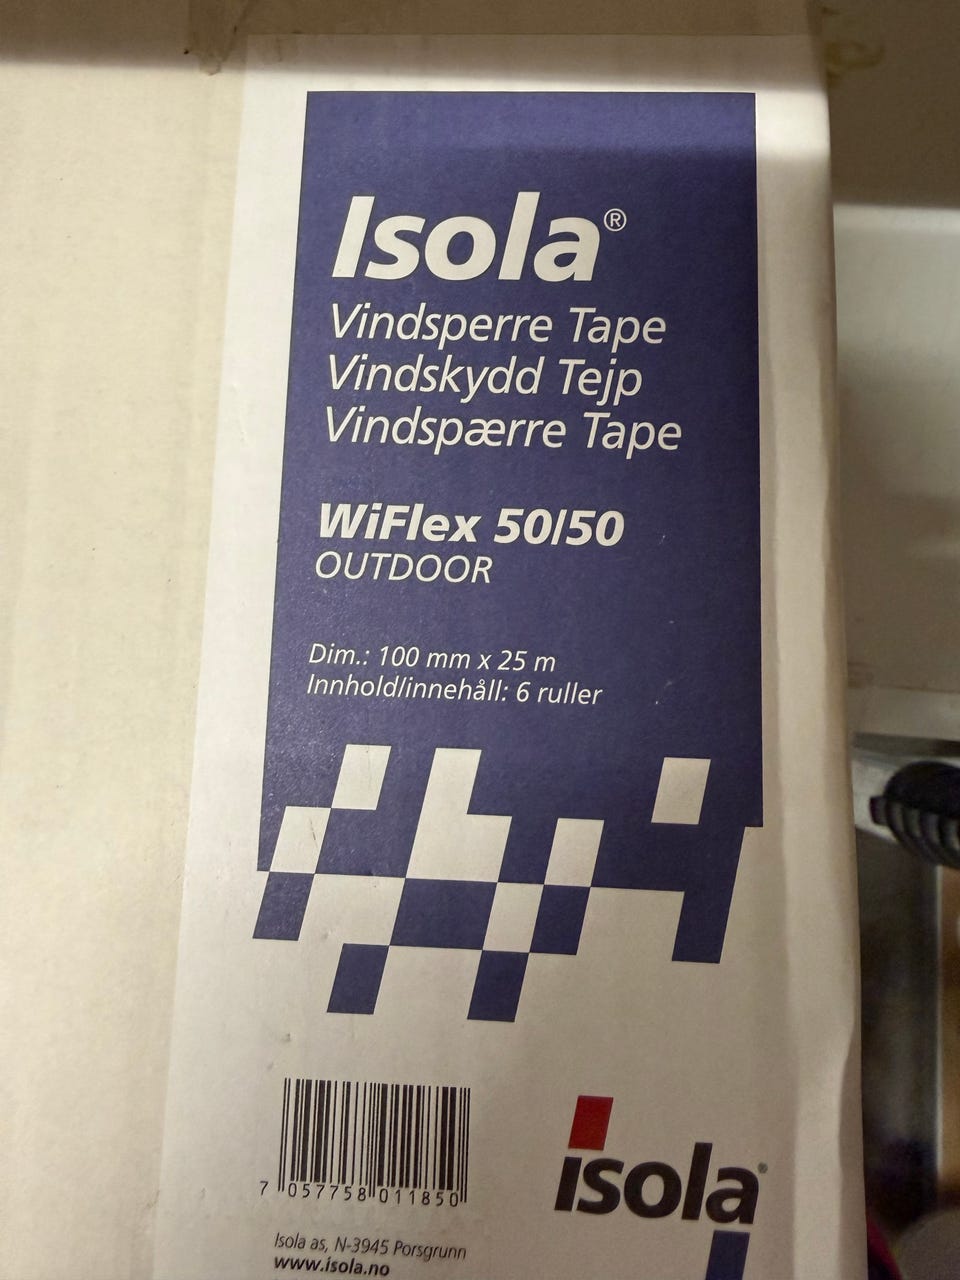 Isola®
Vindsperre Tape
Vindskydd Tejp
Vindspærre Tape
WiFlex 50/50
OUTDOOR
Dim.: 100 mm x 25 m
Innhold/innehåll: 6 ruller
7 057758 011850
isola®
Isola as, N-3945 Porsgrunn
www.isola.no